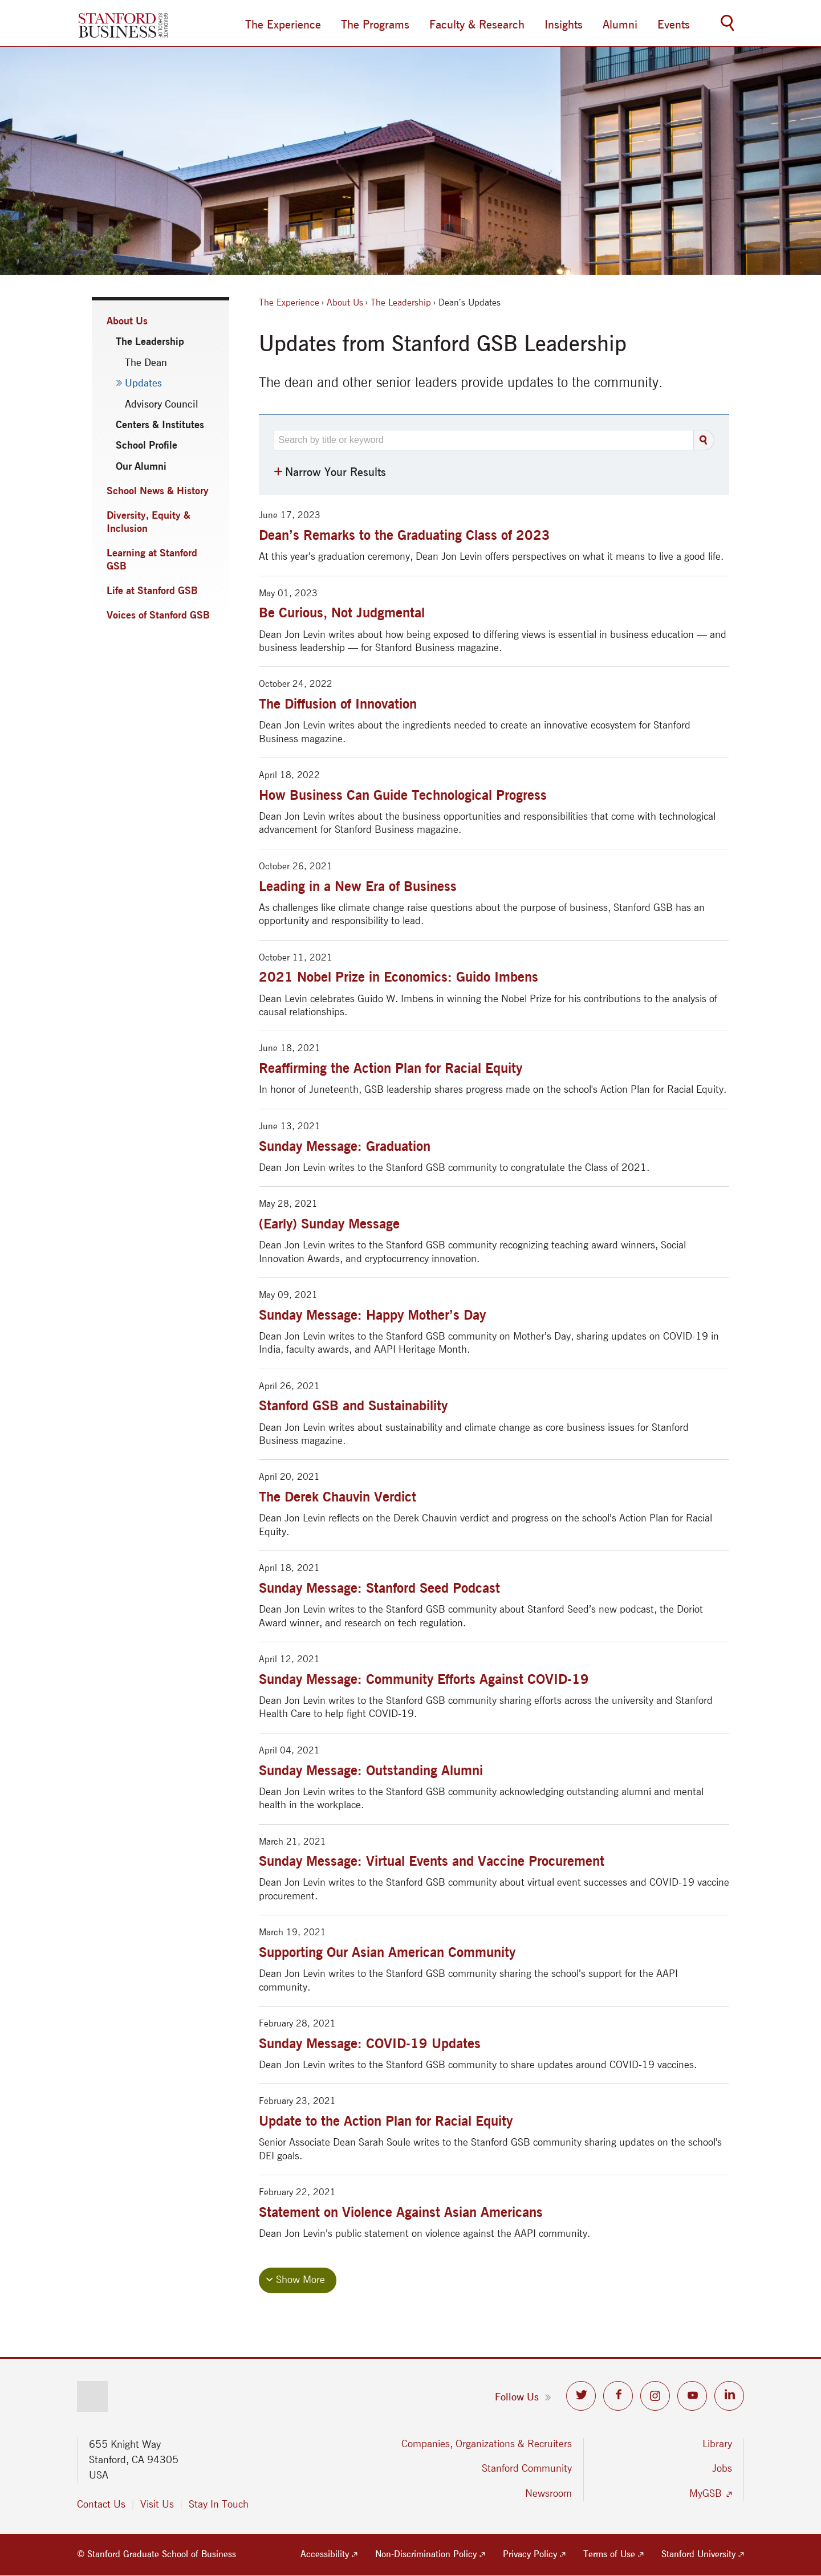 STANFORD
BUSINESS
GRADUATE
SCHOOL OF
The Experience
The Programs
Faculty & Research
Insights
Alumni
Events
About Us
The Leadership
The Dean
Updates
Advisory Council
Centers & Institutes
School Profile
Our Alumni
School News & History
Diversity, Equity &
Inclusion
Learning at Stanford
GSB
Life at Stanford GSB
Voices of Stanford GSB
The Experience › About Us › The Leadership › Dean’s Updates
Updates from Stanford GSB Leadership
The dean and other senior leaders provide updates to the community.
Search by title or keyword
+ Narrow Your Results
June 17, 2023
Dean’s Remarks to the Graduating Class of 2023
At this year’s graduation ceremony, Dean Jon Levin offers perspectives on what it means to live a good life.
May 01, 2023
Be Curious, Not Judgmental
Dean Jon Levin writes about how being exposed to differing views is essential in business education — and
business leadership — for Stanford Business magazine.
October 24, 2022
The Diffusion of Innovation
Dean Jon Levin writes about the ingredients needed to create an innovative ecosystem for Stanford
Business magazine.
April 18, 2022
How Business Can Guide Technological Progress
Dean Jon Levin writes about the business opportunities and responsibilities that come with technological
advancement for Stanford Business magazine.
October 26, 2021
Leading in a New Era of Business
As challenges like climate change raise questions about the purpose of business, Stanford GSB has an
opportunity and responsibility to lead.
October 11, 2021
2021 Nobel Prize in Economics: Guido Imbens
Dean Levin celebrates Guido W. Imbens in winning the Nobel Prize for his contributions to the analysis of
causal relationships.
June 18, 2021
Reaffirming the Action Plan for Racial Equity
In honor of Juneteenth, GSB leadership shares progress made on the school's Action Plan for Racial Equity.
June 13, 2021
Sunday Message: Graduation
Dean Jon Levin writes to the Stanford GSB community to congratulate the Class of 2021.
May 28, 2021
(Early) Sunday Message
Dean Jon Levin writes to the Stanford GSB community recognizing teaching award winners, Social
Innovation Awards, and cryptocurrency innovation.
May 09, 2021
Sunday Message: Happy Mother’s Day
Dean Jon Levin writes to the Stanford GSB community on Mother’s Day, sharing updates on COVID-19 in
India, faculty awards, and AAPI Heritage Month.
April 26, 2021
Stanford GSB and Sustainability
Dean Jon Levin writes about sustainability and climate change as core business issues for Stanford
Business magazine.
April 20, 2021
The Derek Chauvin Verdict
Dean Jon Levin reflects on the Derek Chauvin verdict and progress on the school’s Action Plan for Racial
Equity.
April 18, 2021
Sunday Message: Stanford Seed Podcast
Dean Jon Levin writes to the Stanford GSB community about Stanford Seed’s new podcast, the Doriot
Award winner, and research on tech regulation.
April 12, 2021
Sunday Message: Community Efforts Against COVID-19
Dean Jon Levin writes to the Stanford GSB community sharing efforts across the university and Stanford
Health Care to help fight COVID-19.
April 04, 2021
Sunday Message: Outstanding Alumni
Dean Jon Levin writes to the Stanford GSB community acknowledging outstanding alumni and mental
health in the workplace.
March 21, 2021
Sunday Message: Virtual Events and Vaccine Procurement
Dean Jon Levin writes to the Stanford GSB community about virtual event successes and COVID-19 vaccine
procurement.
March 19, 2021
Supporting Our Asian American Community
Dean Jon Levin writes to the Stanford GSB community sharing the school’s support for the AAPI
community.
February 28, 2021
Sunday Message: COVID-19 Updates
Dean Jon Levin writes to the Stanford GSB community to share updates around COVID-19 vaccines.
February 23, 2021
Update to the Action Plan for Racial Equity
Senior Associate Dean Sarah Soule writes to the Stanford GSB community sharing updates on the school's
DEI goals.
February 22, 2021
Statement on Violence Against Asian Americans
Dean Jon Levin’s public statement on violence against the AAPI community.
Show More
Follow Us
655 Knight Way
Stanford, CA 94305
USA
Contact Us
Visit Us
Stay In Touch
Companies, Organizations & Recruiters
Stanford Community
Newsroom
Library
Jobs
MyGSB
© Stanford Graduate School of Business
Accessibility
Non-Discrimination Policy
Privacy Policy
Terms of Use
Stanford University